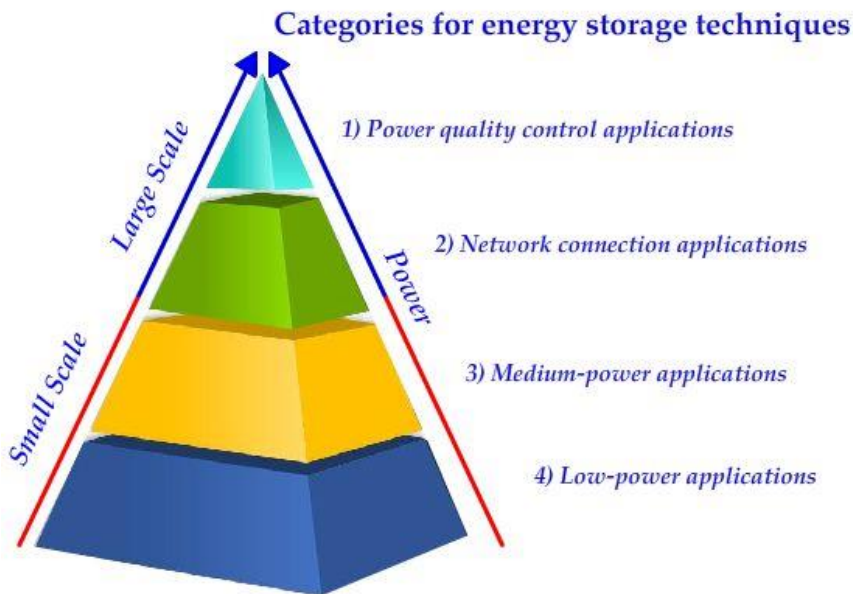 Categories for energy storage techniques
1) Power quality control applications
Large Scale
2) Network connection applications
Power
3) Medium-power applications
Small Scale
4) Low-power applications